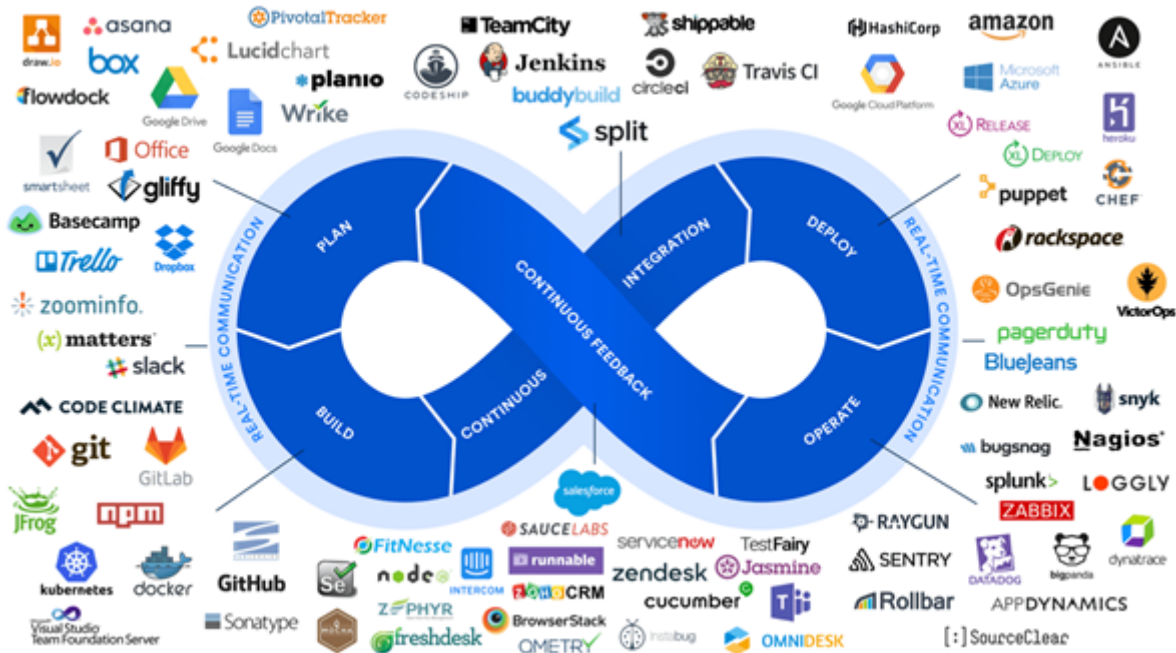 draw.io
asana
PivotalTracker
box
Lucidchart
flowdock
Google Drive
planio
Google Docs
Wrike
TeamCity
shippable
CODESHIP
Jenkins
circleci
Travis CI
buddybuild
split
HashiCorp
amazon
ANSIBLE
Google Cloud Platform
Microsoft
Azure
XL RELEASE
heroku
XL DEPLOY
puppet
CHEF
rackspace
OpsGenie
VictorOps
smartsheet
Office
gliffy
Basecamp
Trello
Dropbox
zoominfo.
(x) matters
slack
REAL-TIME COMMUNICATION
PLAN
CONTINUOUS FEEDBACK
INTEGRATION
DEPLOY
REAL-TIME COMMUNICATION
BUILD
CONTINUOUS
OPERATE
pagerduty
BlueJeans
CODE CLIMATE
git
GitLab
JFrog
npm
kubernetes
docker
GitHub
Visual Studio
Team Foundation Server
Sonatype
New Relic.
snyk
bugsnag
Nagios
splunk>
LOGGLY
ZABBIX
salesforce
SAUCELABS
FitNesse
Se
node
INTERCOM
runnable
servicenow
TestFairy
zendesk
Jasmine
ZOHO CRM
cucumber
ZEPHYR
MOCHA
freshdesk
BrowserStack
QMETRY
instabug
T
OMNIDESK
RAYGUN
SENTRY
DATADOG
bigpanda
dynatrace
Rollbar
APPDYNAMICS
[:]SourceClear